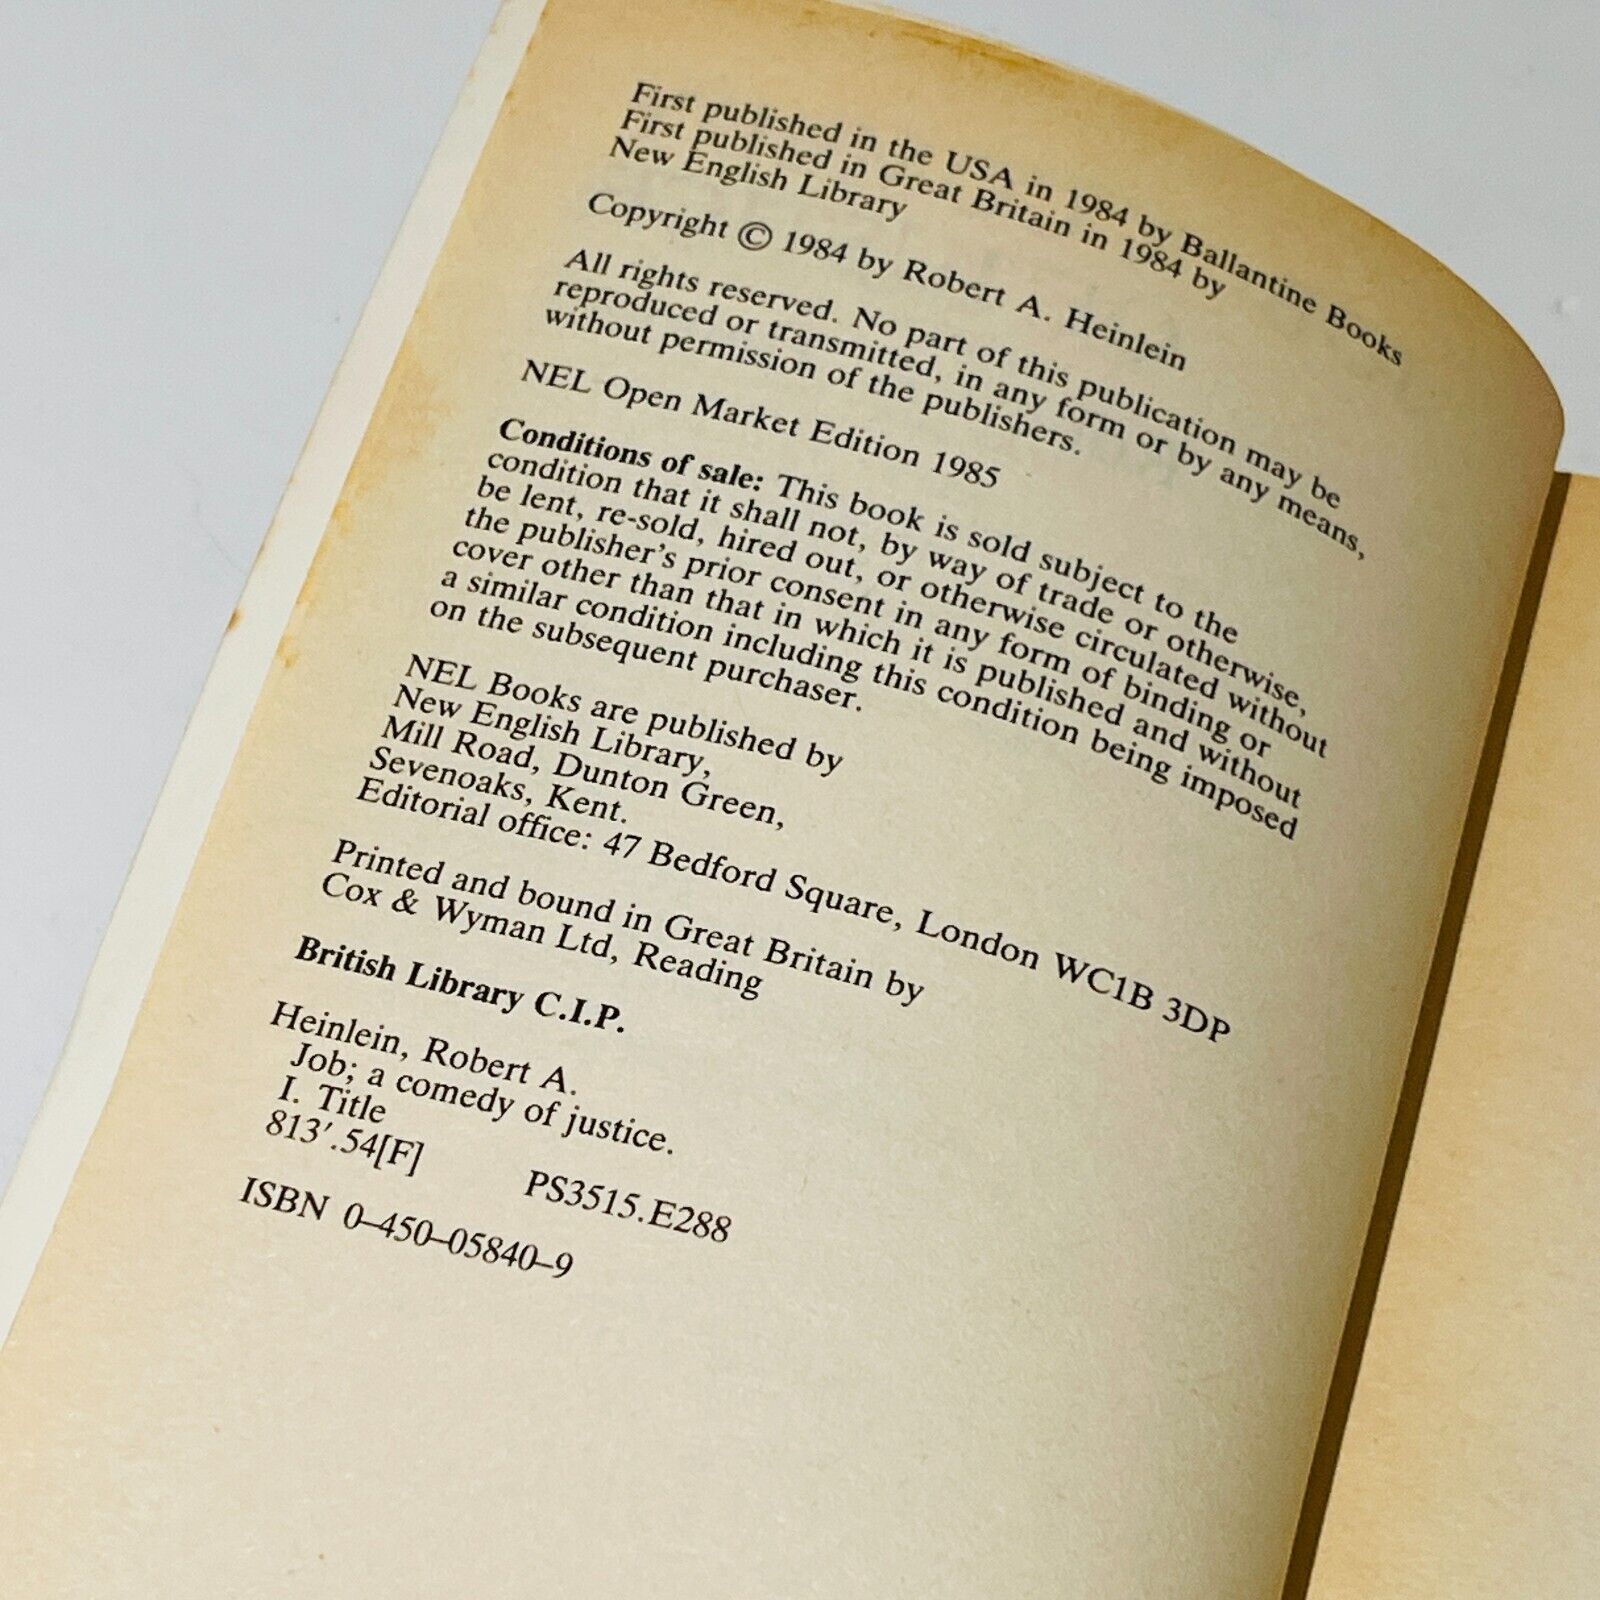 First published in the USA in 1984 by Ballantine Books
First published in Great Britain in 1984 by
New English Library
Copyright © 1984 by Robert A. Heinlein
All rights reserved. No part of this publication may be
reproduced or transmitted, in any form or by any means,
without permission of the publishers.
NEL Open Market Edition 1985
Conditions of sale: This book is sold subject to the
condition that it shall not, by way of trade or otherwise,
be lent, re-sold, hired out, or otherwise circulated without
the publisher's prior consent in any form of binding or
cover other than that in which it is published and without
a similar condition including this condition being imposed
on the subsequent purchaser.
NEL Books are published by
New English Library,
Mill Road, Dunton Green,
Sevenoaks, Kent.
Editorial office: 47 Bedford Square, London WC1B 3DP
Printed and bound in Great Britain by
Cox & Wyman Ltd, Reading
British Library C.I.P.
Heinlein, Robert A.
Job; a comedy of justice.
I. Title
813'.54[F] PS3515.E288
ISBN 0–450–05840–9